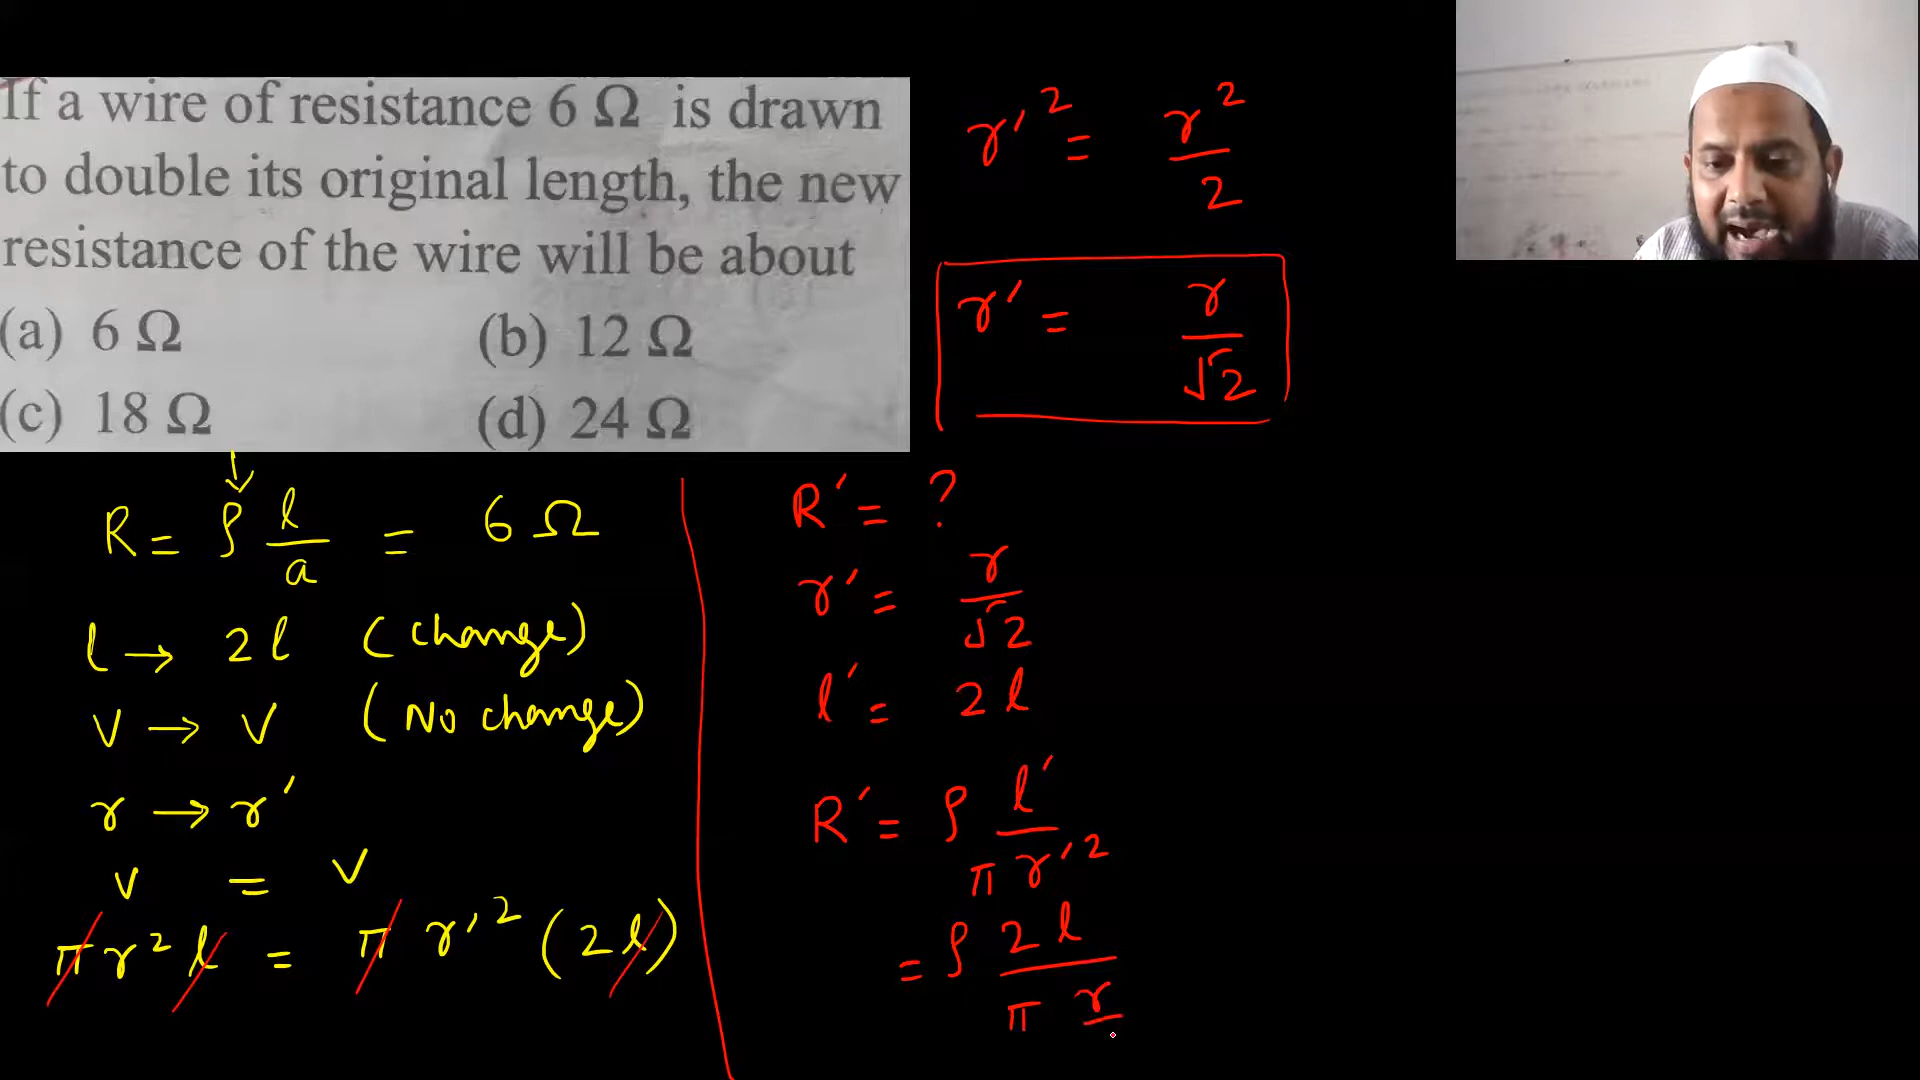 If a wire of resistance 6 Ω is drawn
to double its original length, the new
resistance of the wire will be about
(a) 6 Ω (b) 12 Ω
(c) 18 Ω (d) 24 Ω
R = ρ l/a = 6 Ω
l → 2l (change)
V → V (No change)
r → r′
v = v
πr² l = π r′² (2l)
r′² = r²/2
r′ = r/√2
R′ = ?
r′ = r/√2
l′ = 2l
R′ = ρ l′/πr′²
= ρ 2l/π r